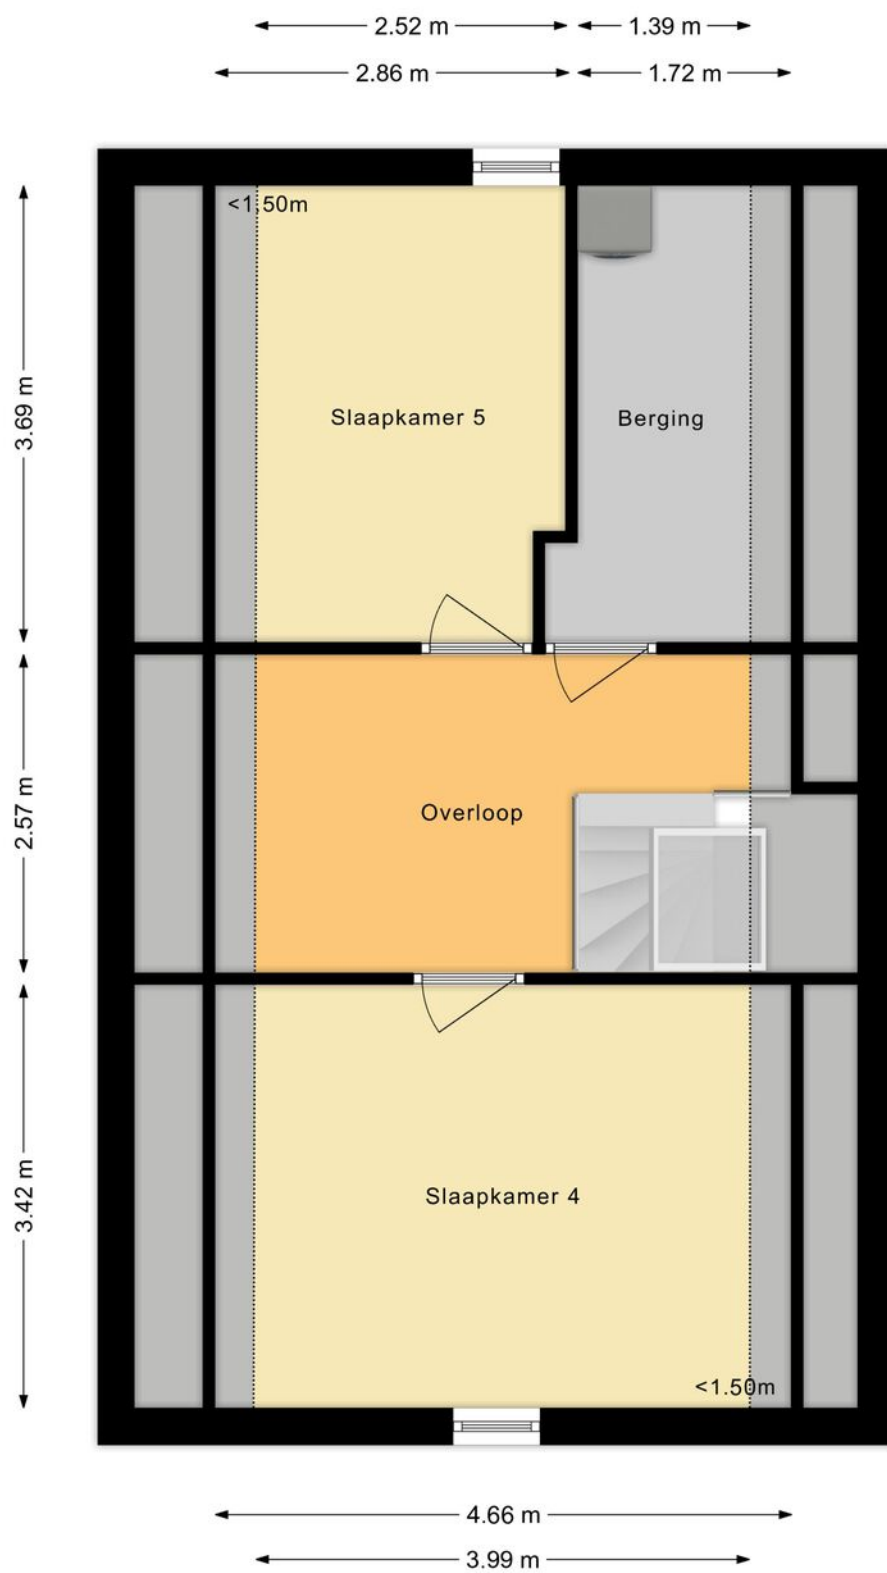 2.52 m
1.39 m
2.86 m
1.72 m
<1.50m
3.69 m
Slaapkamer 5
Berging
2.57 m
Overloop
3.42 m
Slaapkamer 4
<1.50m
4.66 m
3.99 m